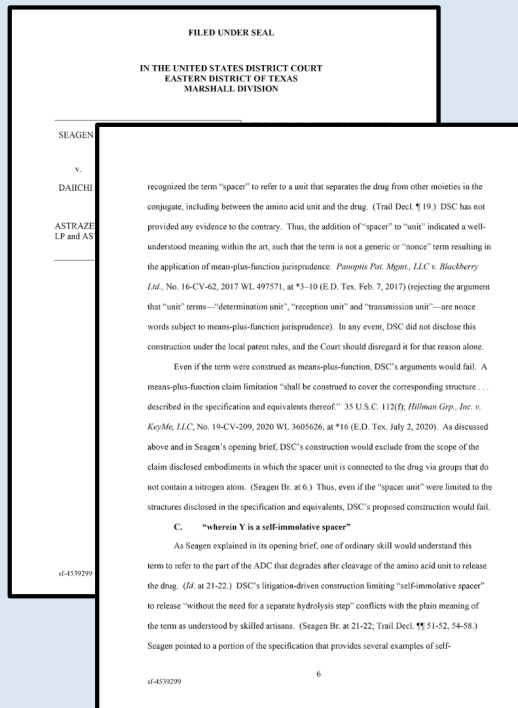 FILED UNDER SEAL
IN THE UNITED STATES DISTRICT COURT
EASTERN DISTRICT OF TEXAS
MARSHALL DIVISION
SEAGEN
v.
DAIICHI
ASTRAZE
LP and AS
sf-4539299
recognized the term “spacer” to refer to a unit that separates the drug from other moieties in the
conjugate, including between the amino acid unit and the drug. (Trail Decl. ¶ 19.) DSC has not
provided any evidence to the contrary. Thus, the addition of “spacer” to “unit” indicated a well-
understood meaning within the art, such that the term is not a generic or “nonce” term resulting in
the application of mean-plus-function jurisprudence. Panoptis Pat. Mgmt., LLC v. Blackberry
Ltd., No. 16-CV-62, 2017 WL 497571, at *3–10 (E.D. Tex. Feb. 7, 2017) (rejecting the argument
that “unit” terms—“determination unit”, “reception unit” and “transmission unit”—are nonce
words subject to means-plus-function jurisprudence). In any event, DSC did not disclose this
construction under the local patent rules, and the Court should disregard it for that reason alone.
Even if the term were construed as means-plus-function, DSC’s arguments would fail. A
means-plus-function claim limitation “shall be construed to cover the corresponding structure . . .
described in the specification and equivalents thereof.” 35 U.S.C. 112(f); Hillman Grp., Inc. v.
KeyMe, LLC, No. 19-CV-209, 2020 WL 3605626, at *16 (E.D. Tex. July 2, 2020). As discussed
above and in Seagen’s opening brief, DSC’s construction would exclude from the scope of the
claim disclosed embodiments in which the spacer unit is connected to the drug via groups that do
not contain a nitrogen atom. (Seagen Br. at 6.) Thus, even if the “spacer unit” were limited to the
structures disclosed in the specification and equivalents, DSC’s proposed construction would fail.
C. “wherein Y is a self-immolative spacer”
As Seagen explained in its opening brief, one of ordinary skill would understand this
term to refer to the part of the ADC that degrades after cleavage of the amino acid unit to release
the drug. (Id. at 21-22.) DSC’s litigation-driven construction limiting “self-immolative spacer”
to release “without the need for a separate hydrolysis step” conflicts with the plain meaning of
the term as understood by skilled artisans. (Seagen Br. at 21-22; Trail Decl. ¶¶ 51-52, 54-58.)
Seagen pointed to a portion of the specification that provides several examples of self-
6
sf-4539299